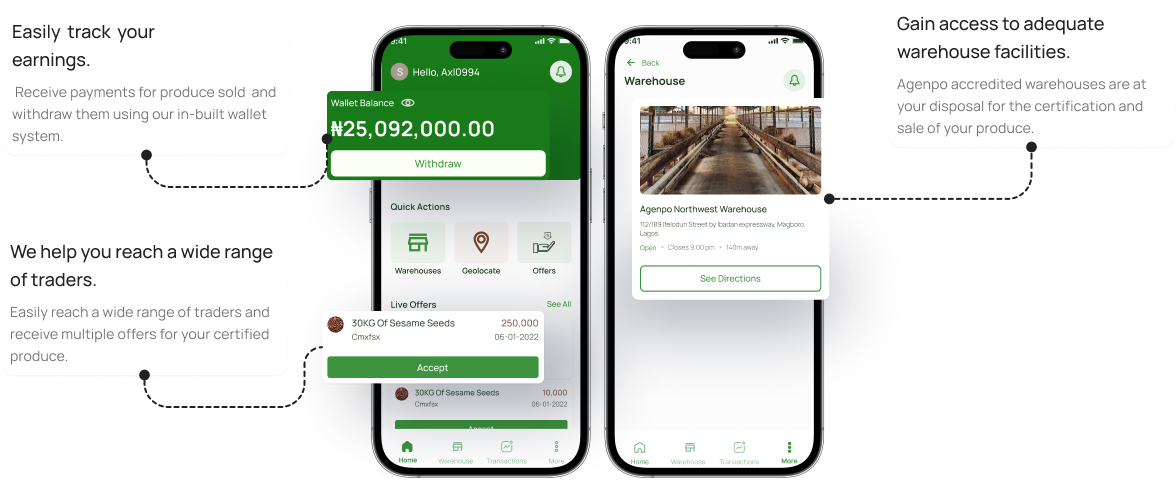 Easily track your
earnings.
Receive payments for produce sold and
withdraw them using our in-built wallet
system.
We help you reach a wide range
of traders.
Easily reach a wide range of traders and
receive multiple offers for your certified
produce.
9:41
S Hello, Axl0994
Wallet Balance
₦25,092,000.00
Withdraw
Quick Actions
Warehouses Geolocate Offers
Live Offers See All
30KG Of Sesame Seeds 250,000
Cmxfsx 06-01-2022
Accept
30KG Of Sesame Seeds 10,000
Cmxfsx 06-01-2022
Accept
Home Warehouse Transactions More
9:41
Back
Warehouse
Agenpo Northwest Warehouse
112/1B9 Ifelodun Street by Ibadan expressway, Magboro.
Lagos.
Open • Closes 9:00 pm • 140m away
See Directions
Home Warehouse Transactions More
Gain access to adequate
warehouse facilities.
Agenpo accredited warehouses are at
your disposal for the certification and
sale of your produce.